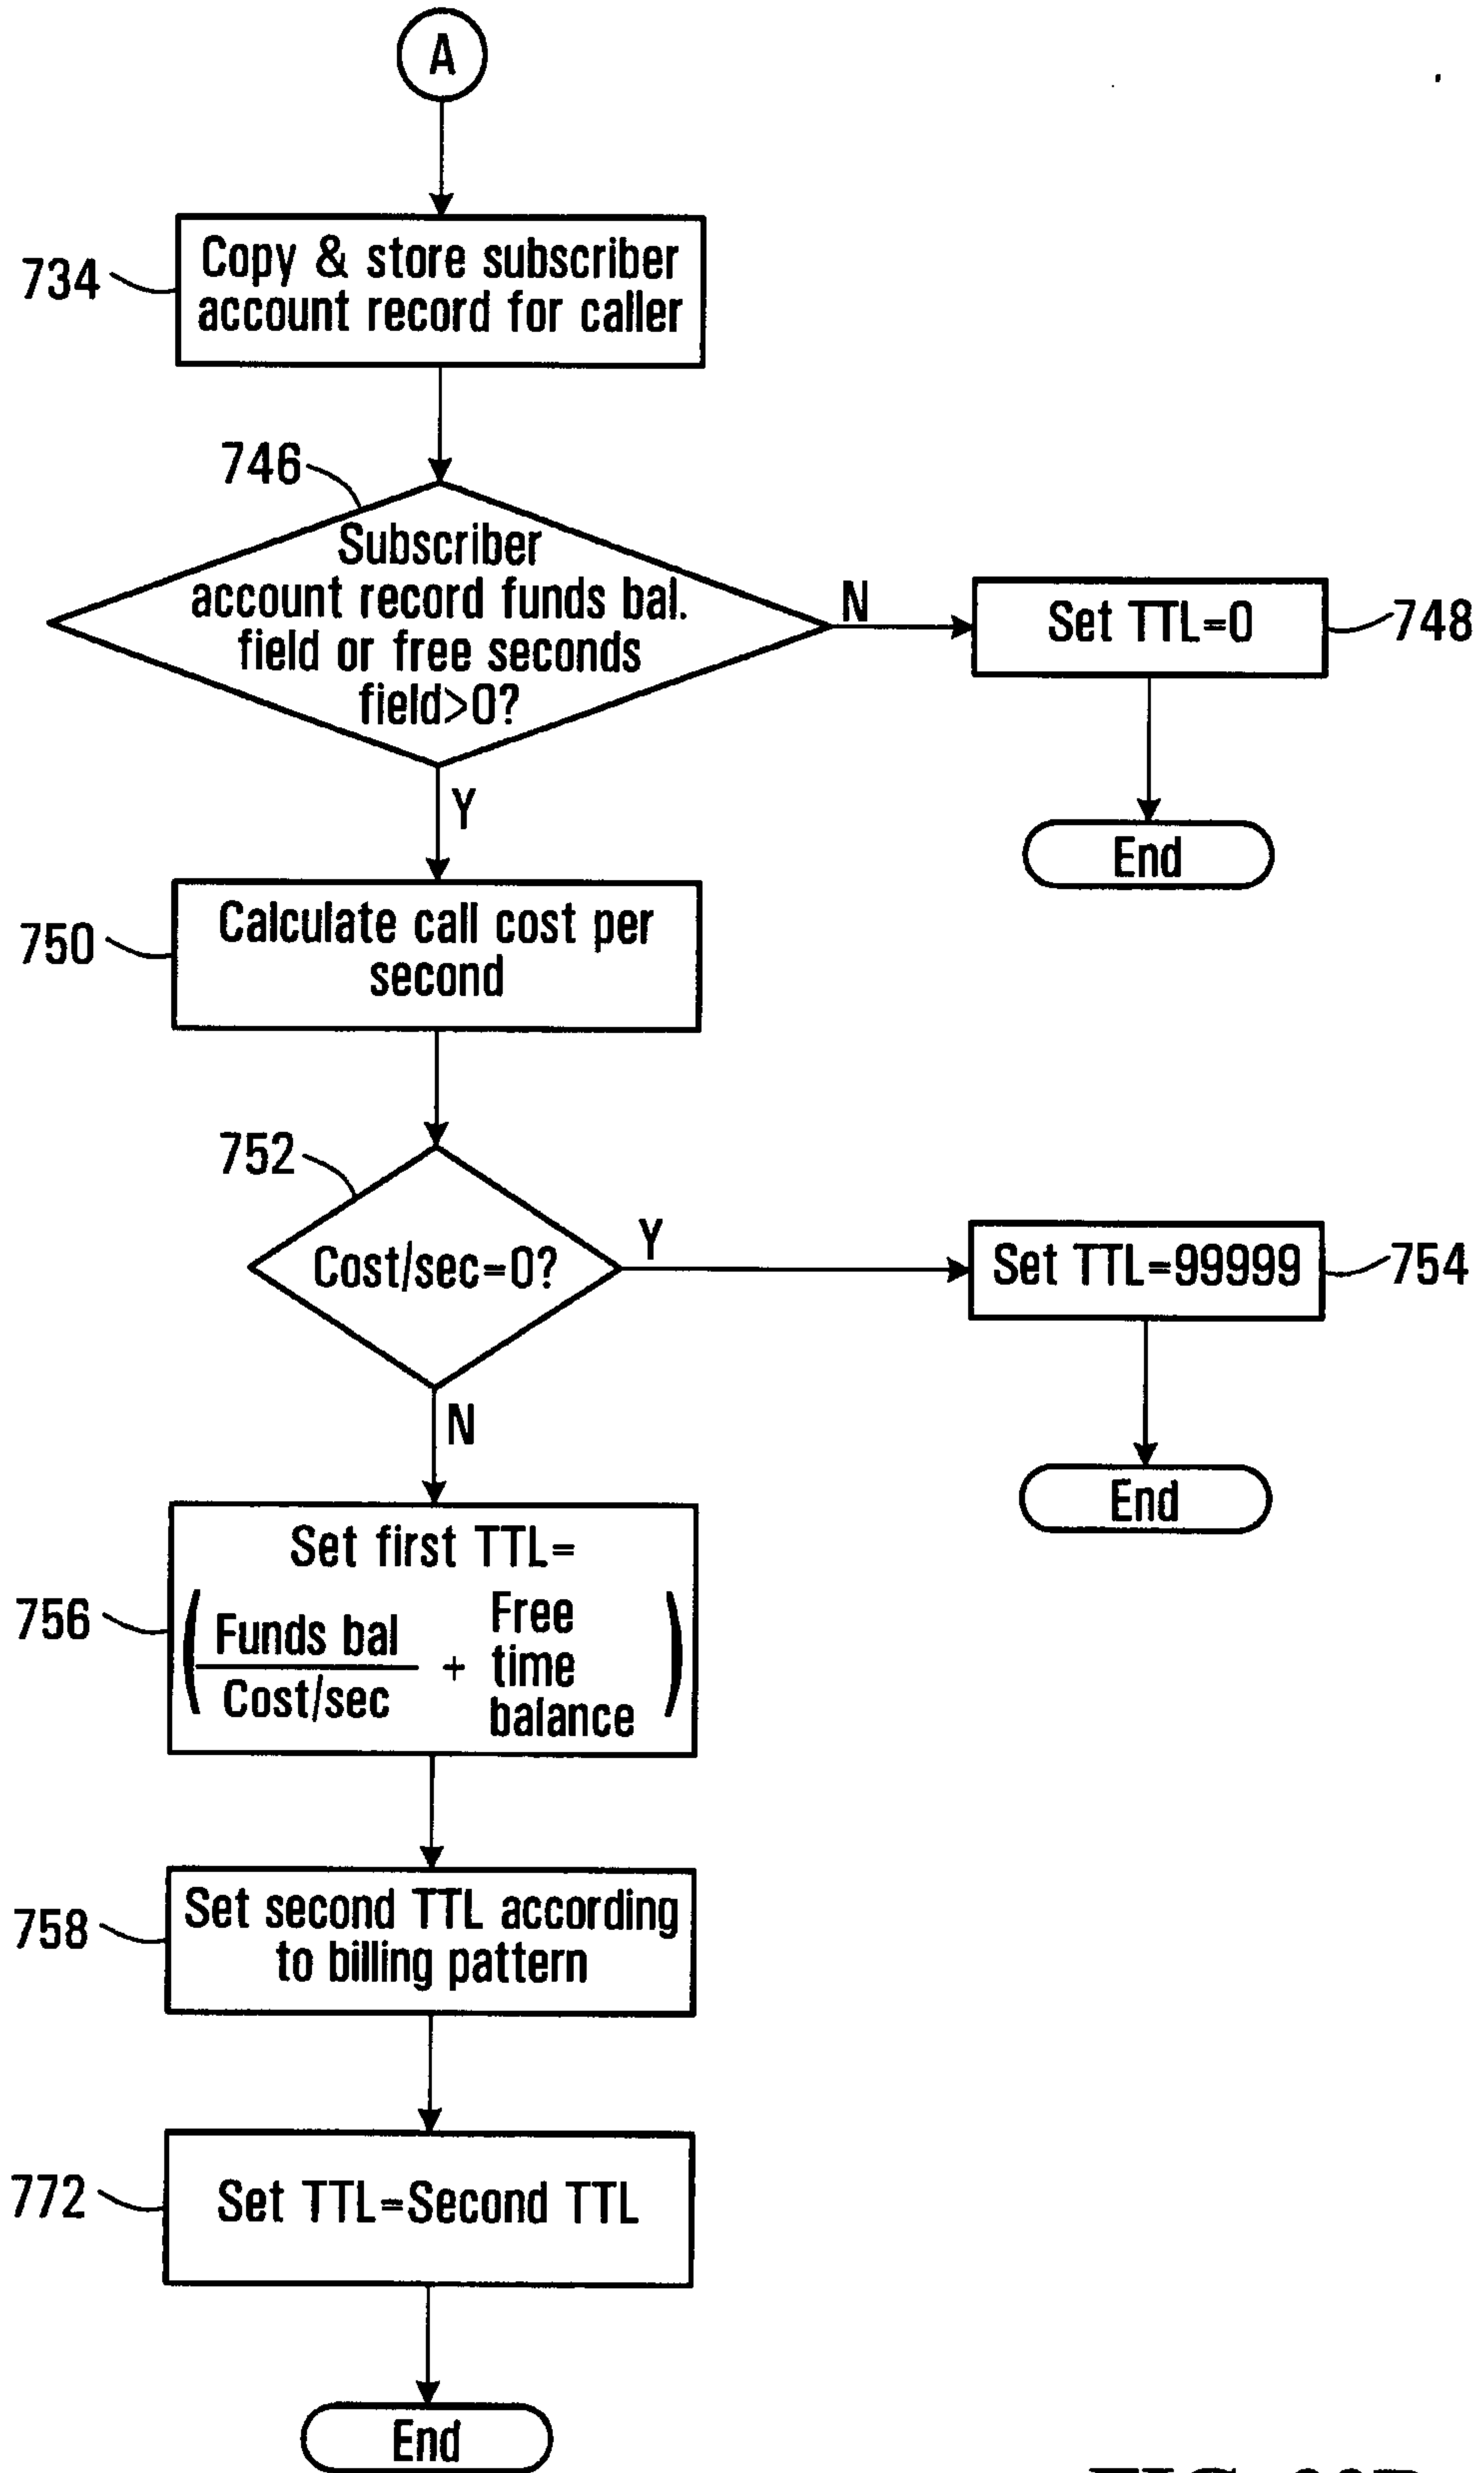 A
734
Copy & store subscriber
account record for caller
746
Subscriber
account record funds bal.
field or free seconds
field>0?
N
Set TTL=0
748
End
Y
750
Calculate call cost per
second
752
Cost/sec=0?
Y
Set TTL=99999
754
End
N
756
Set first TTL=
( Funds bal
Cost/sec
+
Free
time
balance )
758
Set second TTL according
to billing pattern
772
Set TTL=Second TTL
End